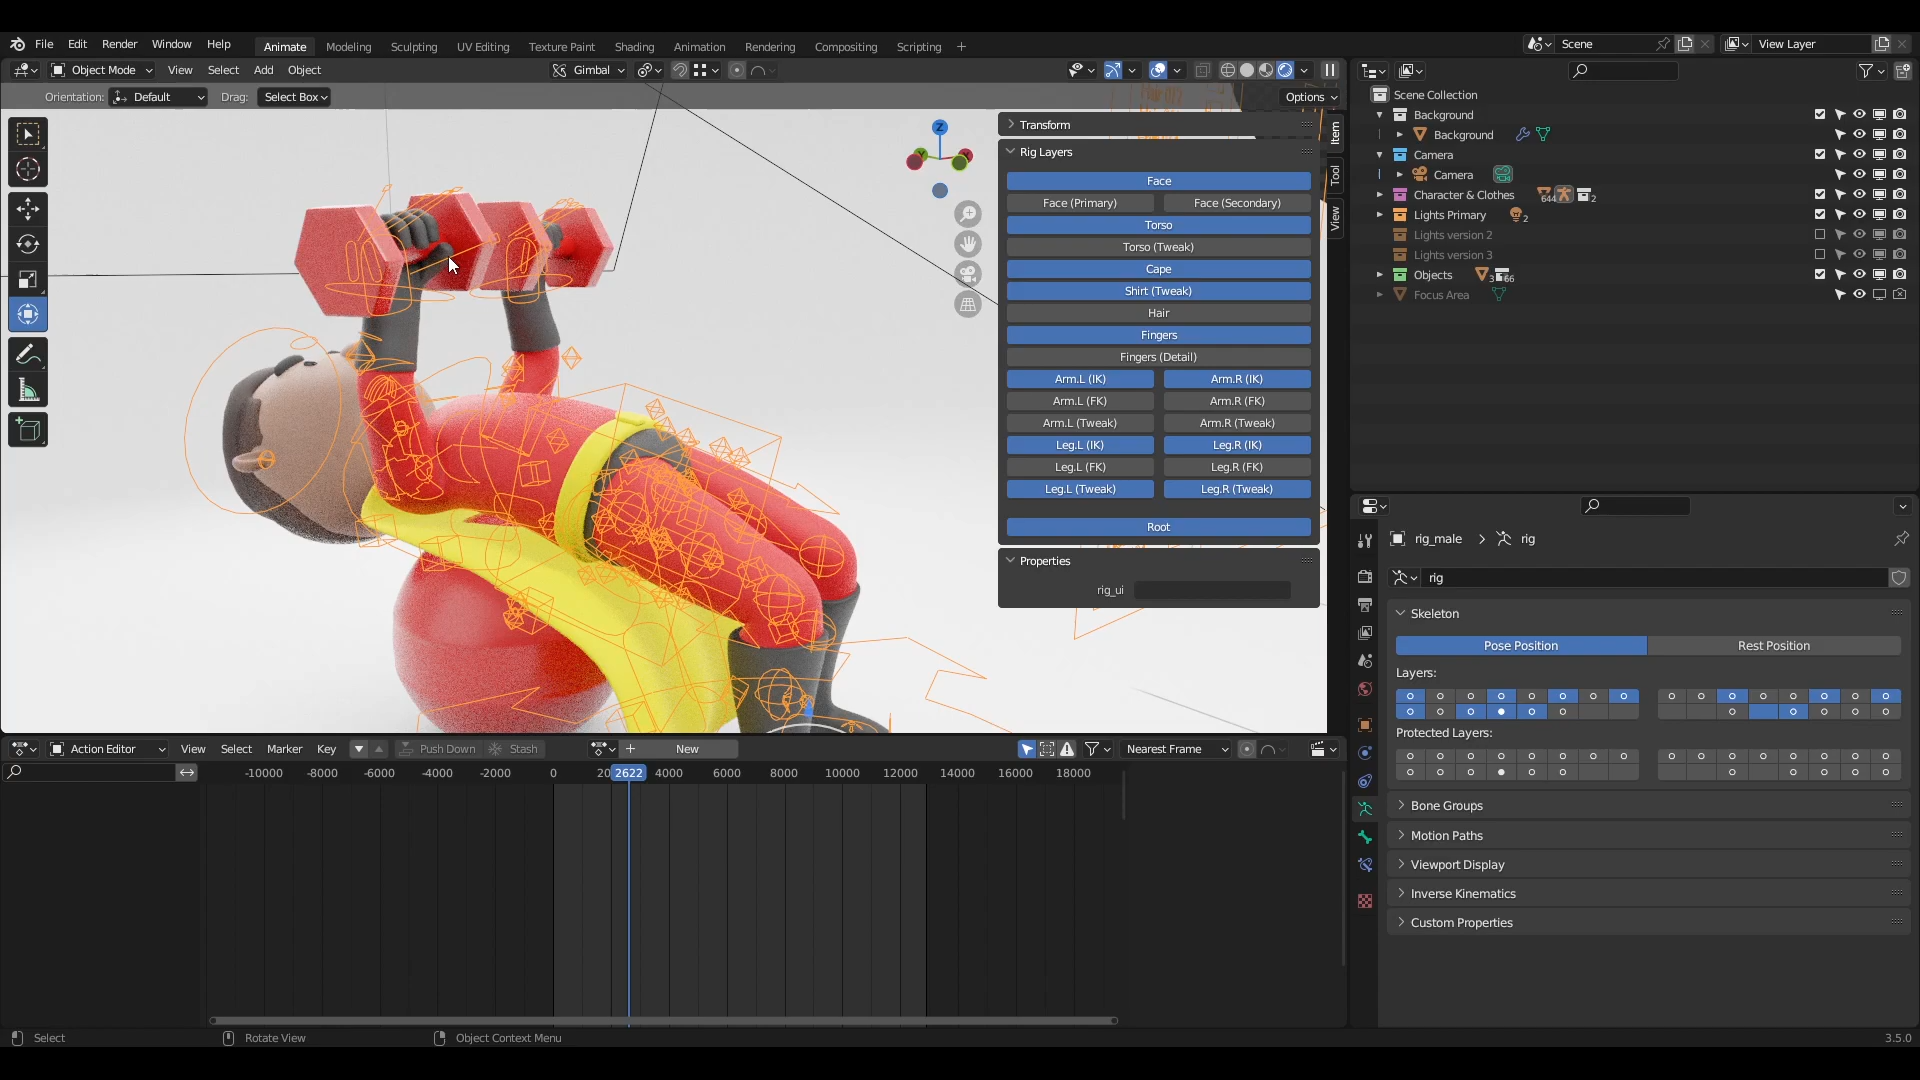 File Edit Render Window Help Animate Modeling Sculpting UV Editing Texture Paint Shading Animation Rendering Compositing Scripting + Scene View Layer
Object Mode View Select Add Object Gimbal
Orientation: Default Drag: Select Box Options
Transform
Rig Layers
Face
Face (Primary) Face (Secondary)
Torso
Torso (Tweak)
Cape
Shirt (Tweak)
Hair
Fingers
Fingers (Detail)
Arm.L (IK) Arm.R (IK)
Arm.L (FK) Arm.R (FK)
Arm.L (Tweak) Arm.R (Tweak)
Leg.L (IK) Leg.R (IK)
Leg.L (FK) Leg.R (FK)
Leg.L (Tweak) Leg.R (Tweak)
Root
Properties
rig_ui
Item
Tool
View
Z
Scene Collection
Background
Background
Camera
Camera
Character & Clothes 644 2
Lights Primary 2
Lights version 2
Lights version 3
Objects 3 66
Focus Area
rig_male > rig
rig
Skeleton
Pose Position Rest Position
Layers:
Protected Layers:
Bone Groups
Motion Paths
Viewport Display
Inverse Kinematics
Custom Properties
Action Editor View Select Marker Key Push Down Stash + New Nearest Frame
-10000 -8000 -6000 -4000 -2000 0 20 2622 4000 6000 8000 10000 12000 14000 16000 18000
Select Rotate View Object Context Menu 3.5.0